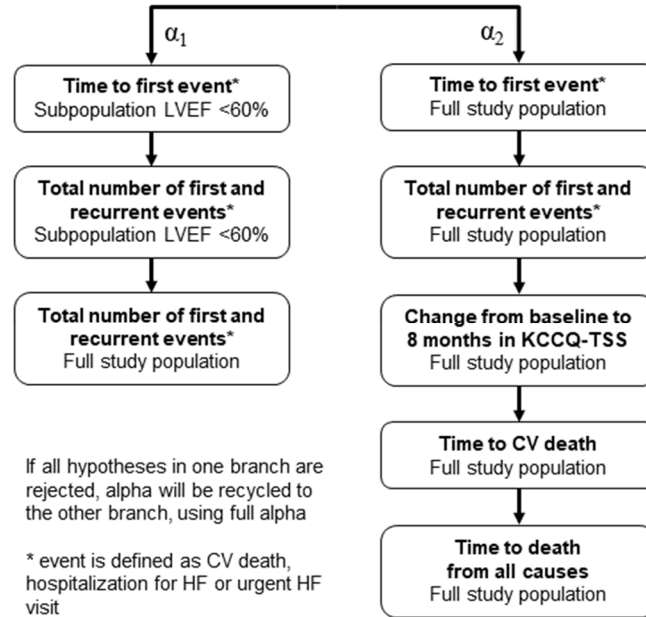 α1
α2
Time to first event*
Subpopulation LVEF <60%
Total number of first and
recurrent events*
Subpopulation LVEF <60%
Total number of first and
recurrent events*
Full study population
If all hypotheses in one branch are
rejected, alpha will be recycled to
the other branch, using full alpha
* event is defined as CV death,
hospitalization for HF or urgent HF
visit
Time to first event*
Full study population
Total number of first and
recurrent events*
Full study population
Change from baseline to
8 months in KCCQ-TSS
Full study population
Time to CV death
Full study population
Time to death
from all causes
Full study population